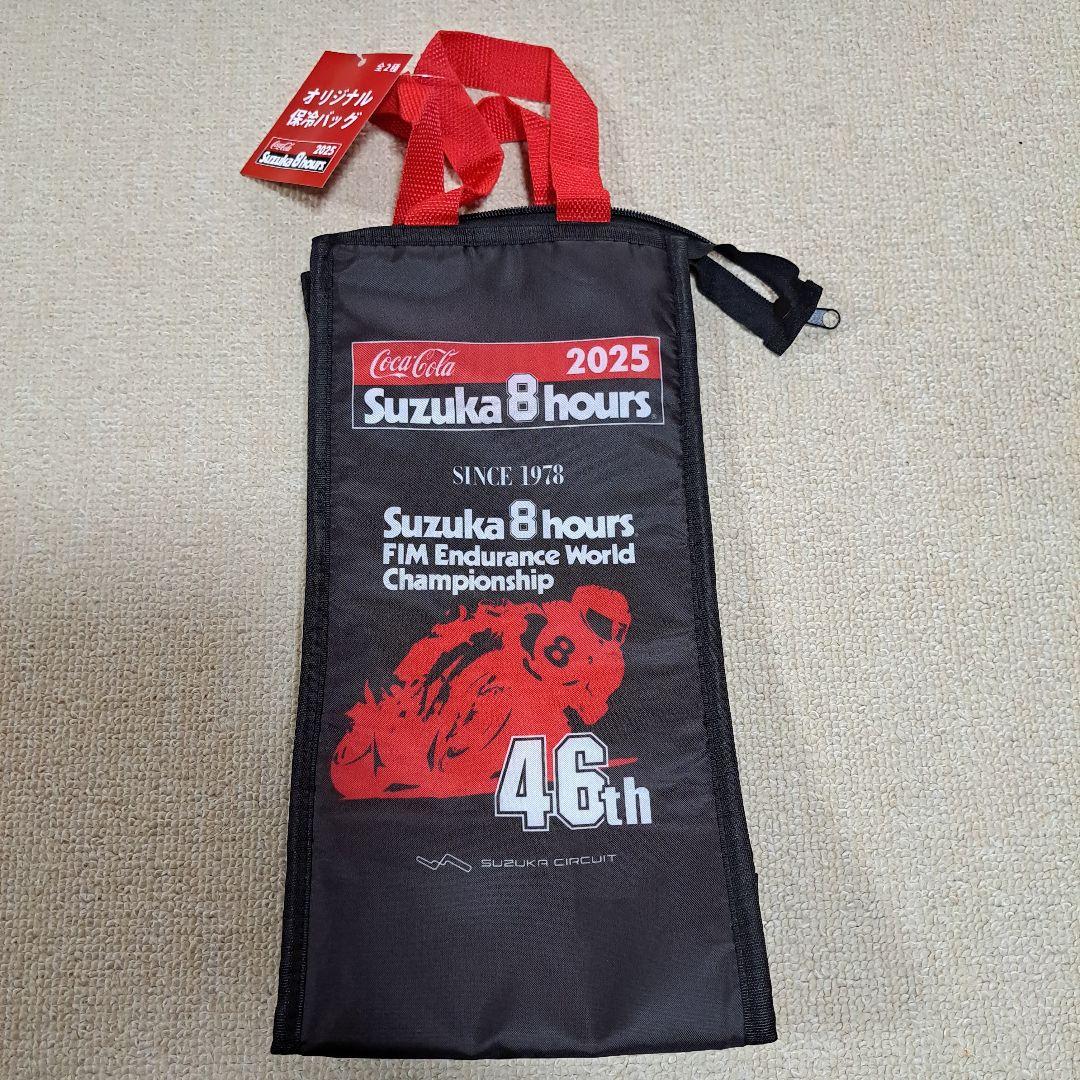 全2種
オリジナル
保冷バッグ
Coca-Cola 2025
Suzuka 8 hours
Coca-Cola 2025
Suzuka 8 hours®
SINCE 1978
Suzuka 8 hours
FIM Endurance World
Championship
8
46th
SUZUKA CIRCUIT